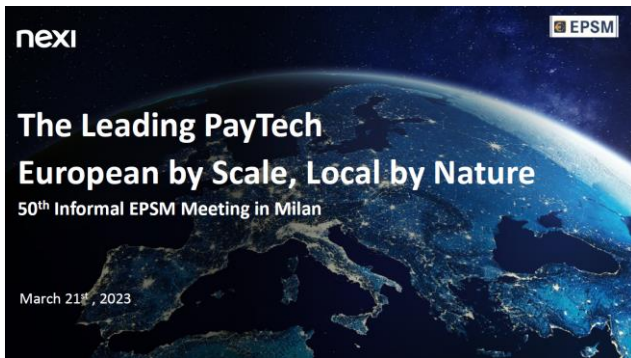 nexi
EPSM
The Leading PayTech
European by Scale, Local by Nature
50th Informal EPSM Meeting in Milan
March 21st , 2023